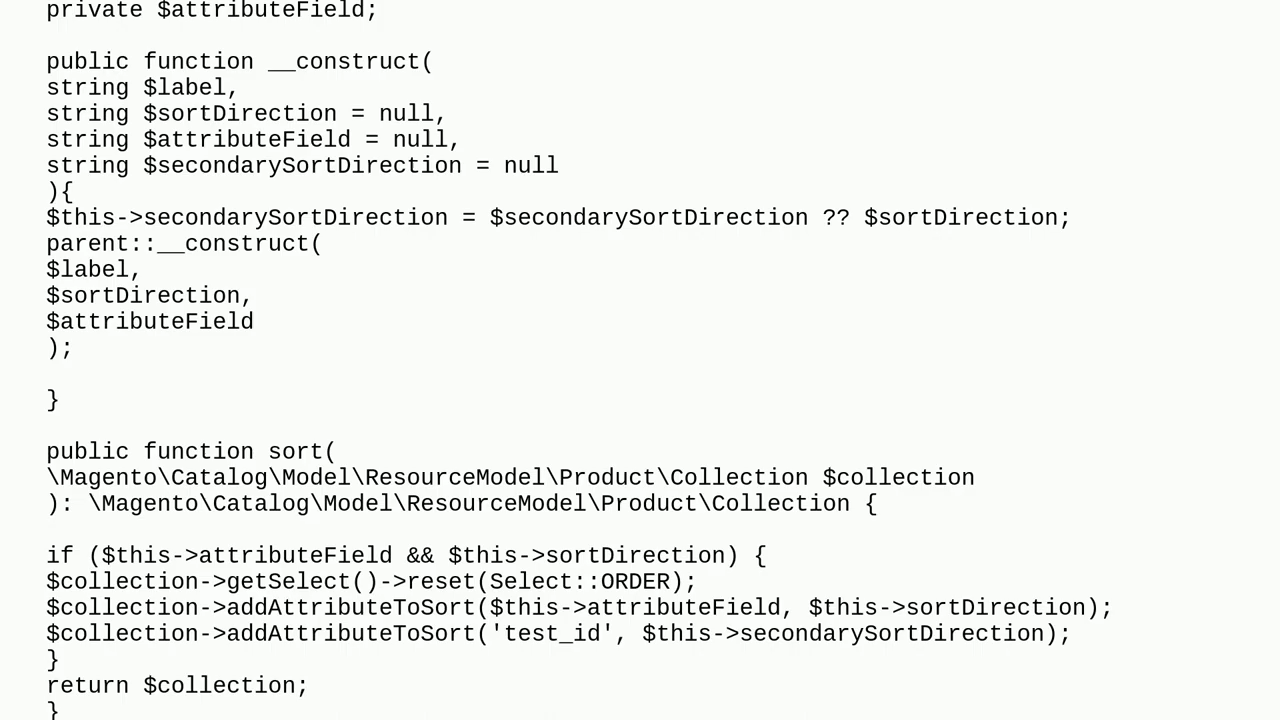 private $attributeField;
public function __construct(
string $label,
string $sortDirection = null,
string $attributeField = null,
string $secondarySortDirection = null
){
$this->secondarySortDirection = $secondarySortDirection ?? $sortDirection;
parent::__construct(
$label,
$sortDirection,
$attributeField
);
}
public function sort(
\Magento\Catalog\Model\ResourceModel\Product\Collection $collection
): \Magento\Catalog\Model\ResourceModel\Product\Collection {
if ($this->attributeField && $this->sortDirection) {
$collection->getSelect()->reset(Select::ORDER);
$collection->addAttributeToSort($this->attributeField, $this->sortDirection);
$collection->addAttributeToSort('test_id', $this->secondarySortDirection);
}
return $collection;
}